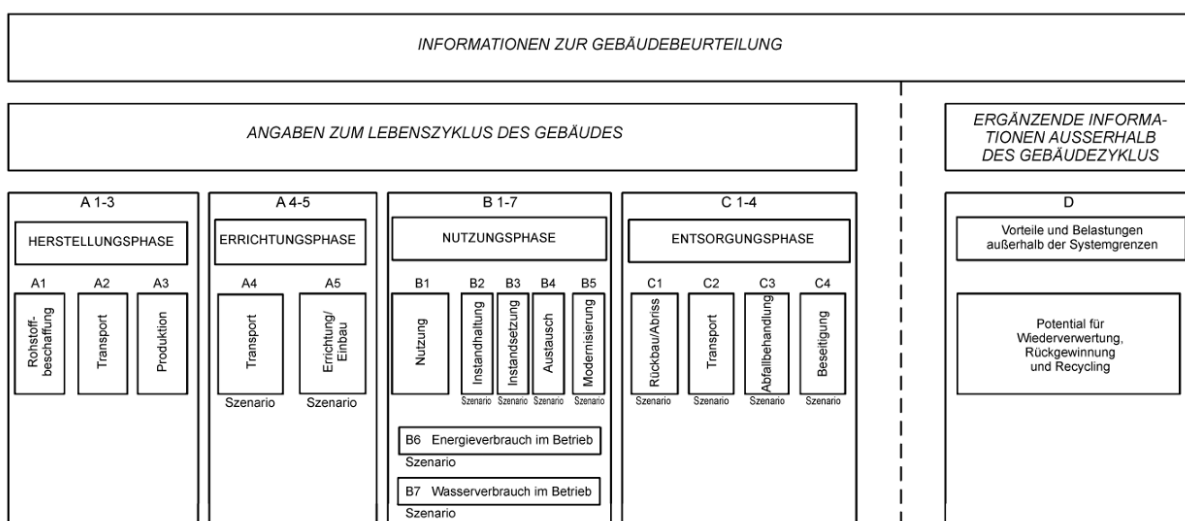 INFORMATIONEN ZUR GEBÄUDEBEURTEILUNG
ANGABEN ZUM LEBENSZYKLUS DES GEBÄUDES
ERGÄNZENDE INFORMA-
TIONEN AUSSERHALB
DES GEBÄUDEZYKLUS
A 1-3
HERSTELLUNGSPHASE
A1
A2
A3
Rohstoff-
beschaffung
Transport
Produktion
A 4-5
ERRICHTUNGSPHASE
A4
A5
Transport
Errichtung/
Einbau
Szenario
Szenario
B 1-7
NUTZUNGSPHASE
B1
B2
B3
B4
B5
Nutzung
Instandhaltung
Instandsetzung
Austausch
Modernisierung
Szenario
Szenario
Szenario
Szenario
B6 Energieverbrauch im Betrieb
Szenario
B7 Wasserverbrauch im Betrieb
Szenario
C 1-4
ENTSORGUNGSPHASE
C1
C2
C3
C4
Rückbau/Abriss
Transport
Abfallbehandlung
Beseitigung
Szenario
Szenario
Szenario
Szenario
D
Vorteile und Belastungen
außerhalb der Systemgrenzen
Potential für
Wiederverwertung,
Rückgewinnung
und Recycling